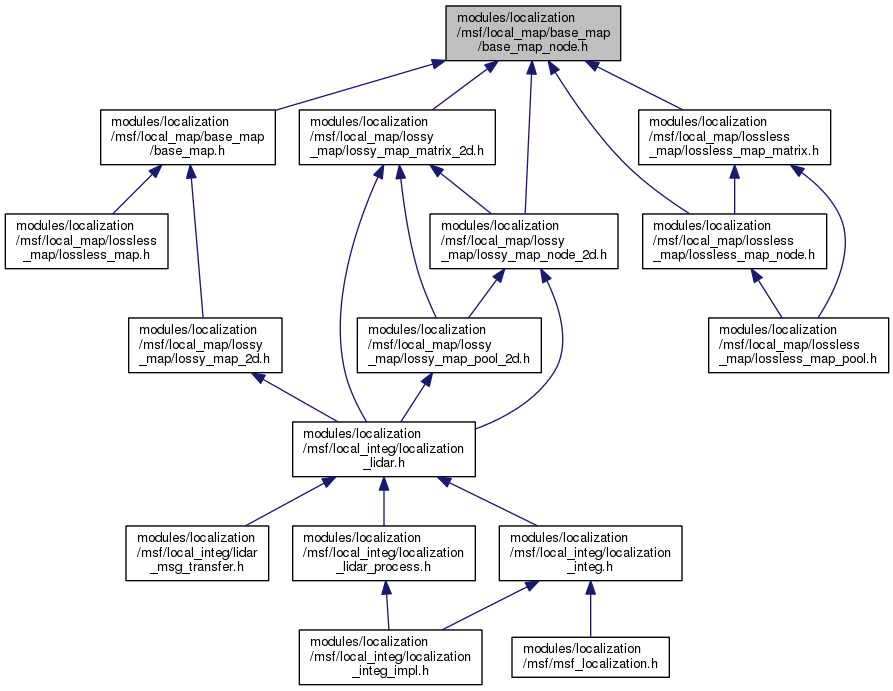 modules/localization
/msf/local_map/base_map
/base_map_node.h
modules/localization
/msf/local_map/base_map
/base_map.h
modules/localization
/msf/local_map/lossy
_map/lossy_map_matrix_2d.h
modules/localization
/msf/local_map/lossless
_map/lossless_map_matrix.h
modules/localization
/msf/local_map/lossless
_map/lossless_map.h
modules/localization
/msf/local_map/lossy
_map/lossy_map_node_2d.h
modules/localization
/msf/local_map/lossless
_map/lossless_map_node.h
modules/localization
/msf/local_map/lossy
_map/lossy_map_2d.h
modules/localization
/msf/local_map/lossy
_map/lossy_map_pool_2d.h
modules/localization
/msf/local_map/lossless
_map/lossless_map_pool.h
modules/localization
/msf/local_integ/localization
_lidar.h
modules/localization
/msf/local_integ/lidar
_msg_transfer.h
modules/localization
/msf/local_integ/localization
_lidar_process.h
modules/localization
/msf/local_integ/localization
_integ.h
modules/localization
/msf/local_integ/localization
_integ_impl.h
modules/localization
/msf/msf_localization.h